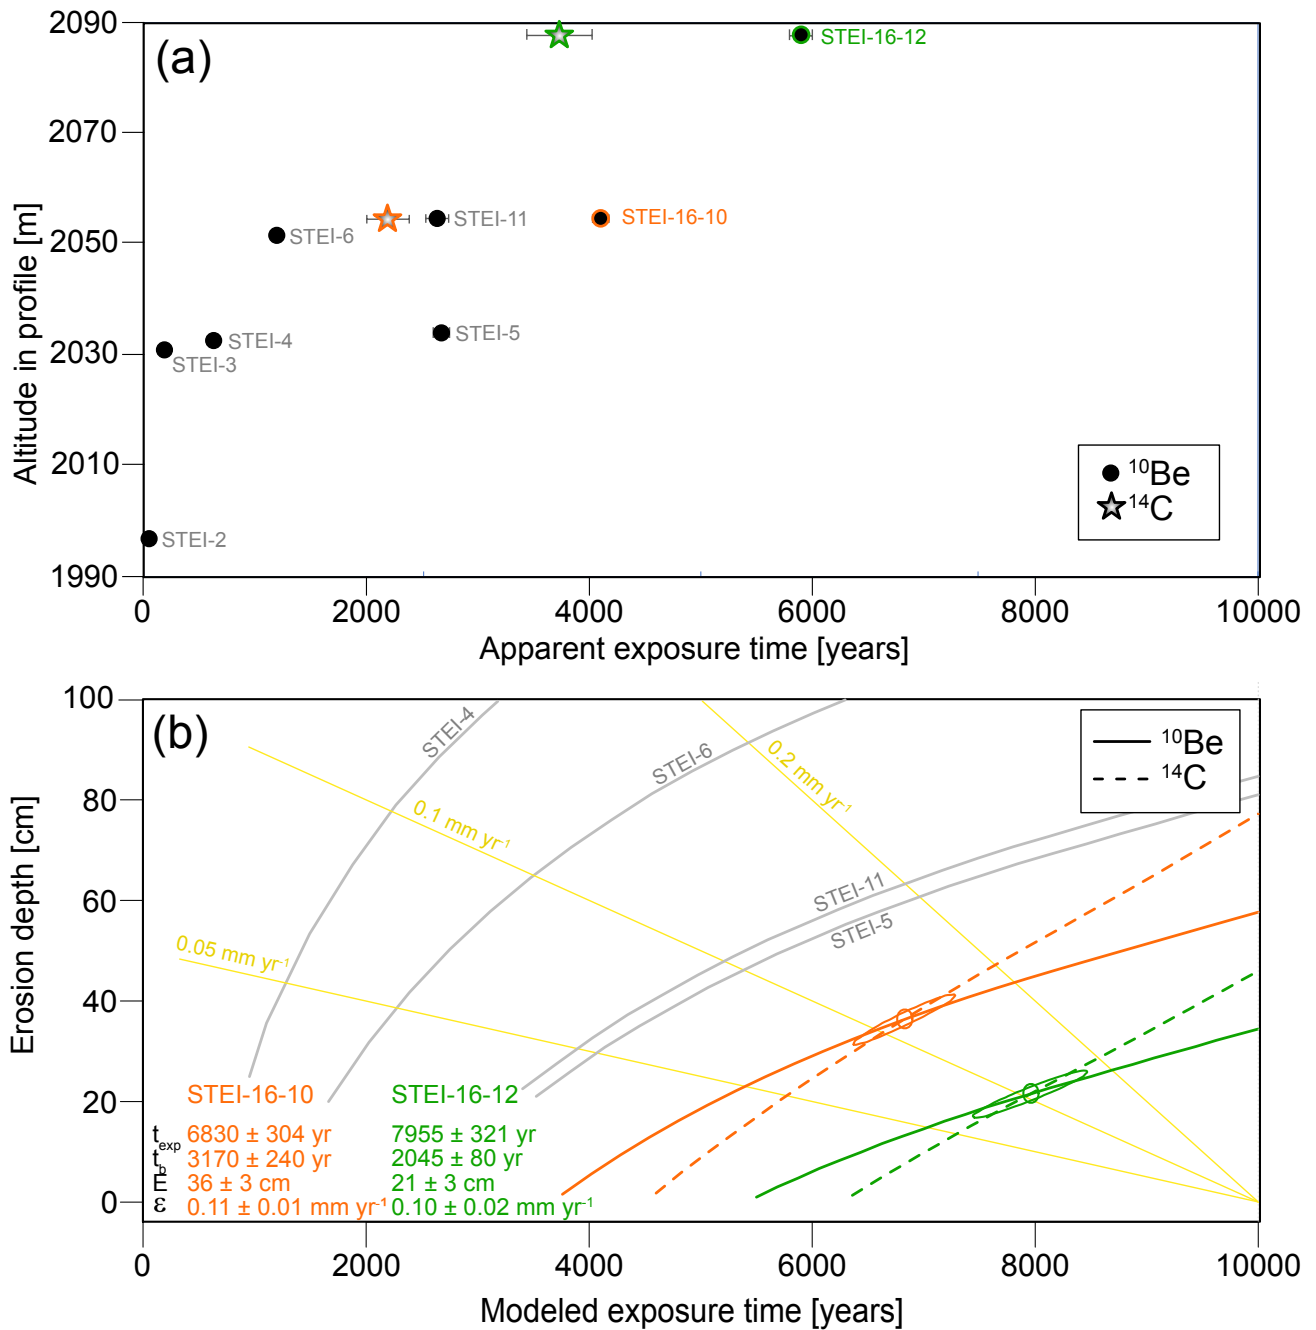 (a)
2090
2070
2050
2030
2010
1990
Altitude in profile [m]
STEI-16-12
STEI-11
STEI-16-10
STEI-6
STEI-5
STEI-4
STEI-3
STEI-2
¹⁰Be
¹⁴C
0 2000 4000 6000 8000 10000
Apparent exposure time [years]
(b)
100
80
60
40
20
0
Erosion depth [cm]
STEI-4
STEI-6
0.2 mm yr⁻¹
0.1 mm yr⁻¹
0.05 mm yr⁻¹
STEI-11
STEI-5
¹⁰Be
¹⁴C
STEI-16-10 STEI-16-12
t_exp 6830 ± 304 yr 7955 ± 321 yr
t_b 3170 ± 240 yr 2045 ± 80 yr
E 36 ± 3 cm 21 ± 3 cm
ε 0.11 ± 0.01 mm yr⁻¹ 0.10 ± 0.02 mm yr⁻¹
0 2000 4000 6000 8000 10000
Modeled exposure time [years]